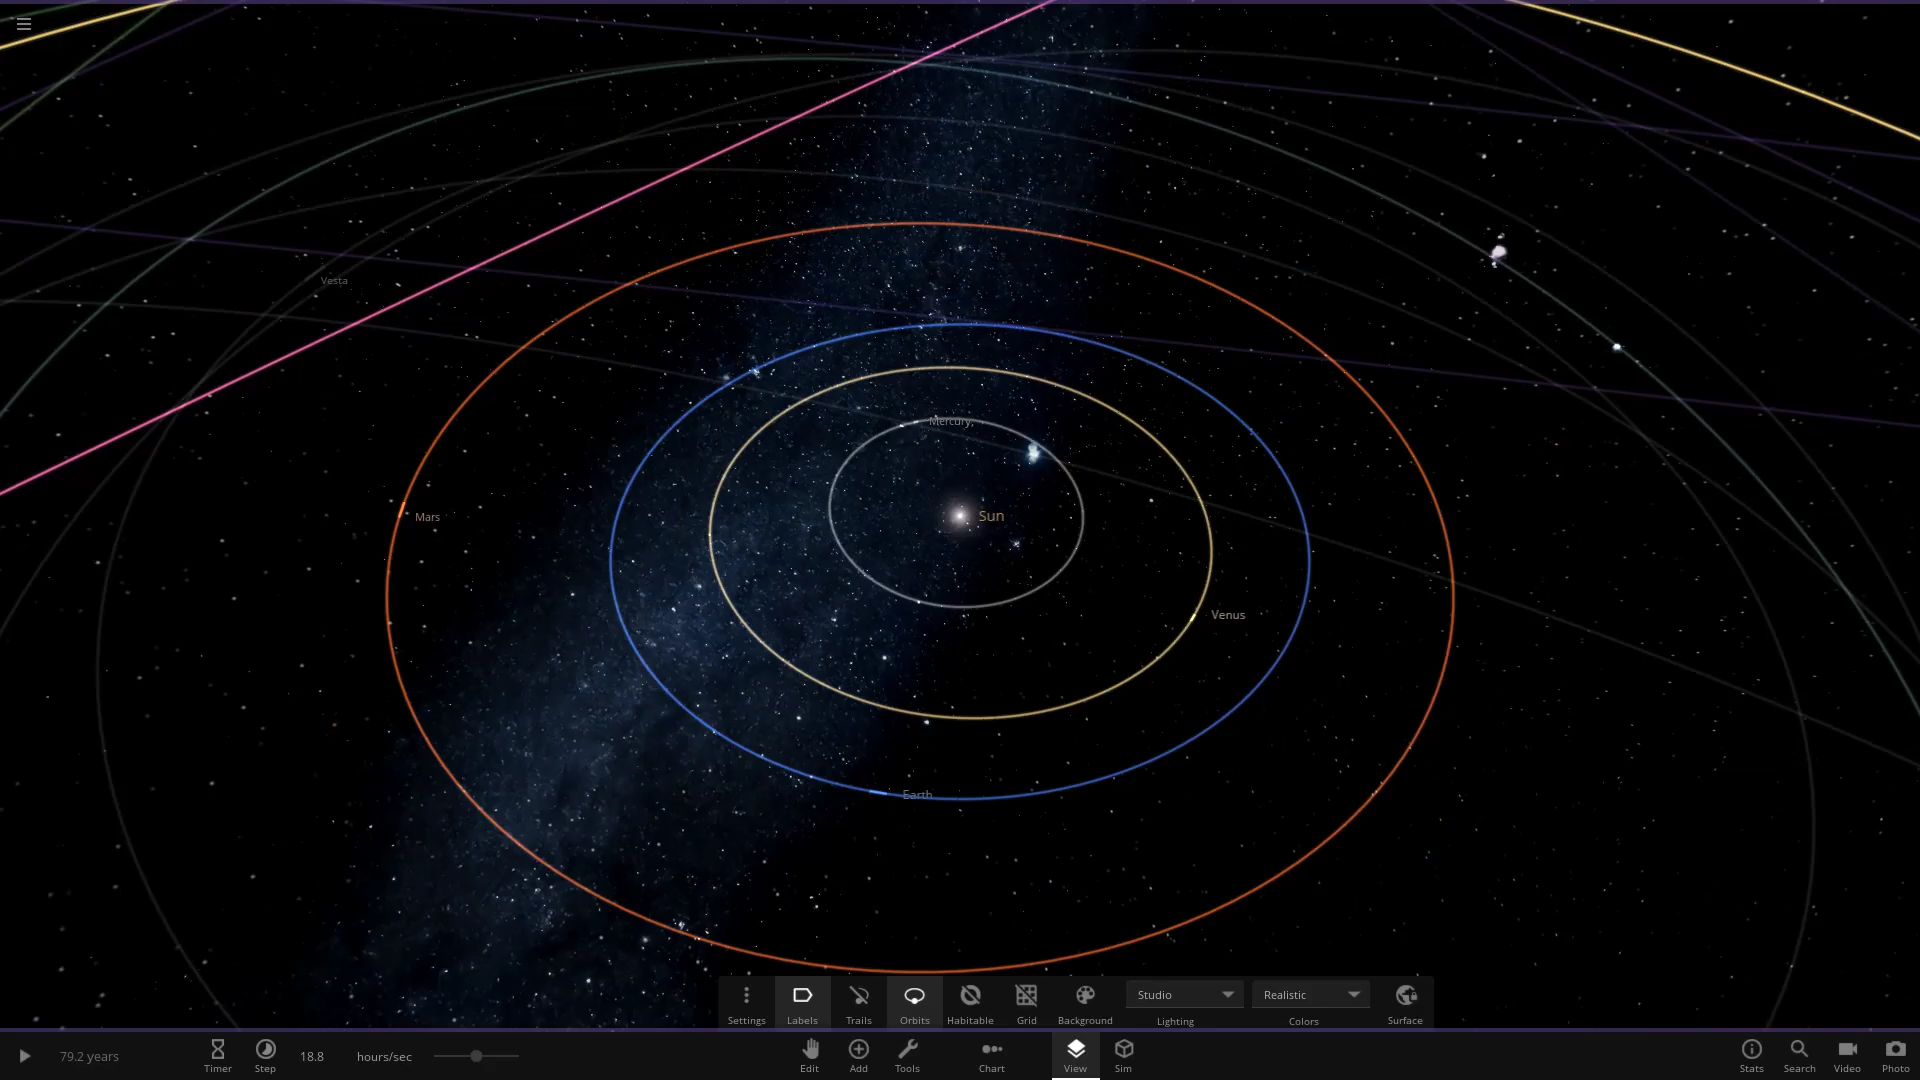 Vesta
Mercury
Sun
Mars
Venus
Earth
Settings
Labels
Trails
Orbits
Habitable
Grid
Background
Studio
Lighting
Realistic
Colors
Surface
79.2 years
Timer
Step
18.8
hours/sec
Edit
Add
Tools
Chart
View
Sim
Stats
Search
Video
Photo